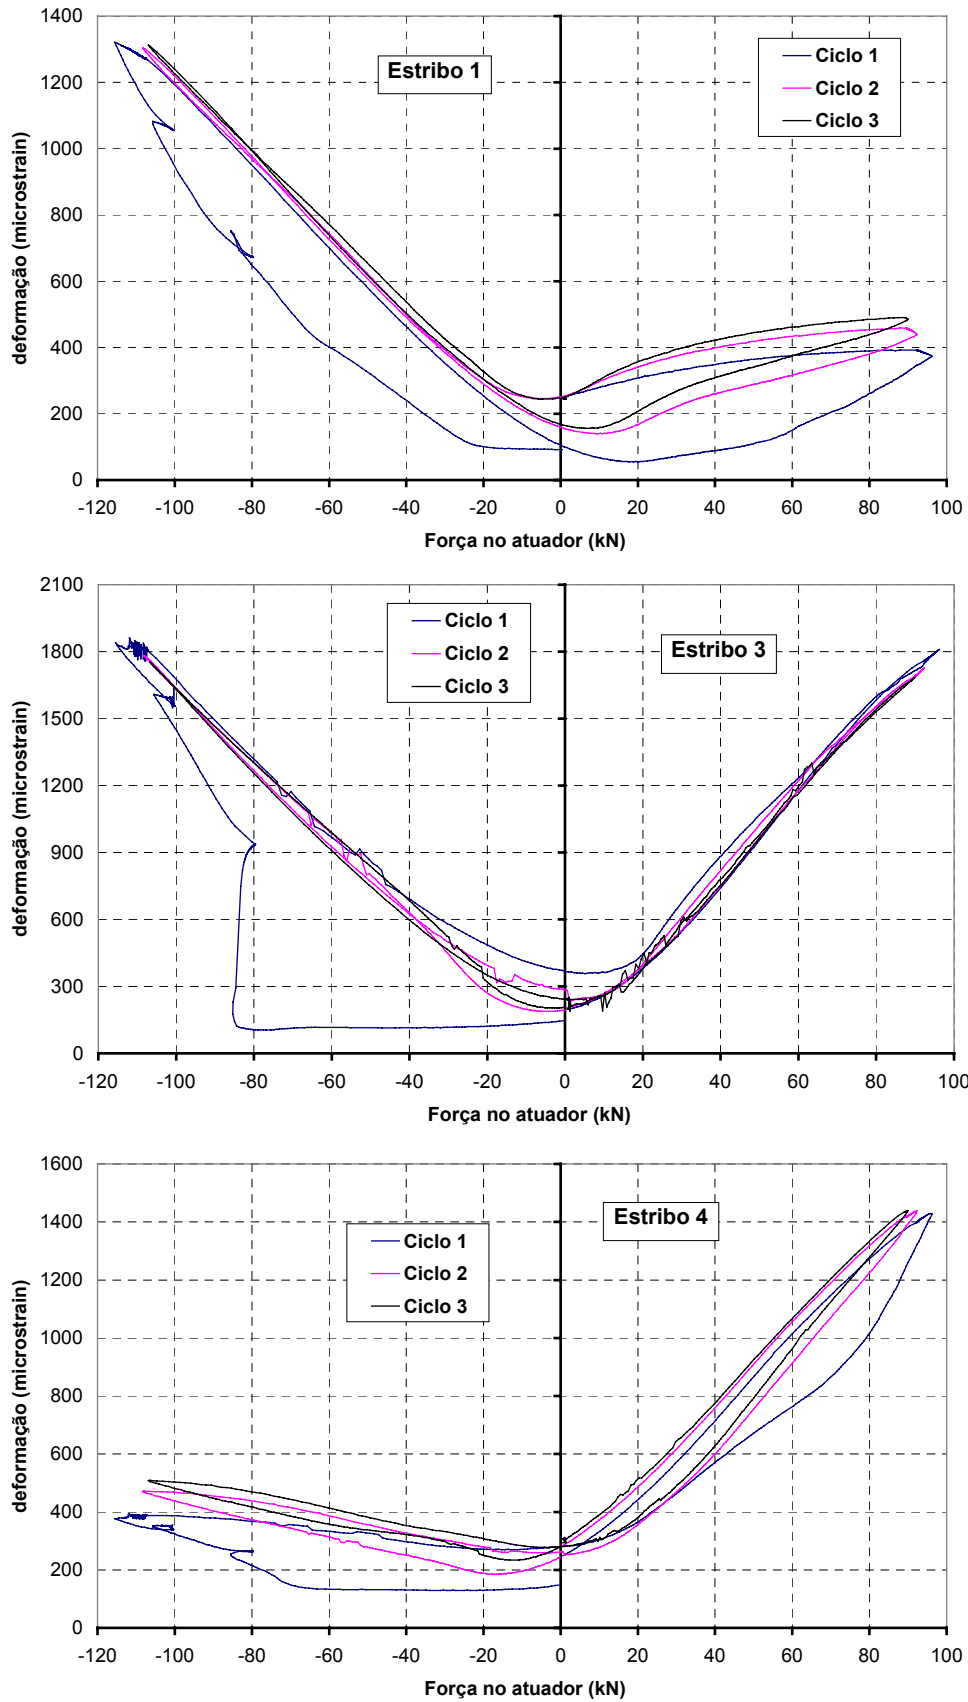 1400
1200
1000
800
600
400
200
0
deformação (microstrain)
Estribo 1
Ciclo 1
Ciclo 2
Ciclo 3
-120 -100 -80 -60 -40 -20 0 20 40 60 80 100
Força no atuador (kN)
2100
1800
1500
1200
900
600
300
0
deformação (microstrain)
Ciclo 1
Ciclo 2
Ciclo 3
Estribo 3
-120 -100 -80 -60 -40 -20 0 20 40 60 80 100
Força no atuador (kN)
1600
1400
1200
1000
800
600
400
200
0
deformação (microstrain)
Estribo 4
Ciclo 1
Ciclo 2
Ciclo 3
-120 -100 -80 -60 -40 -20 0 20 40 60 80 100
Força no atuador (kN)